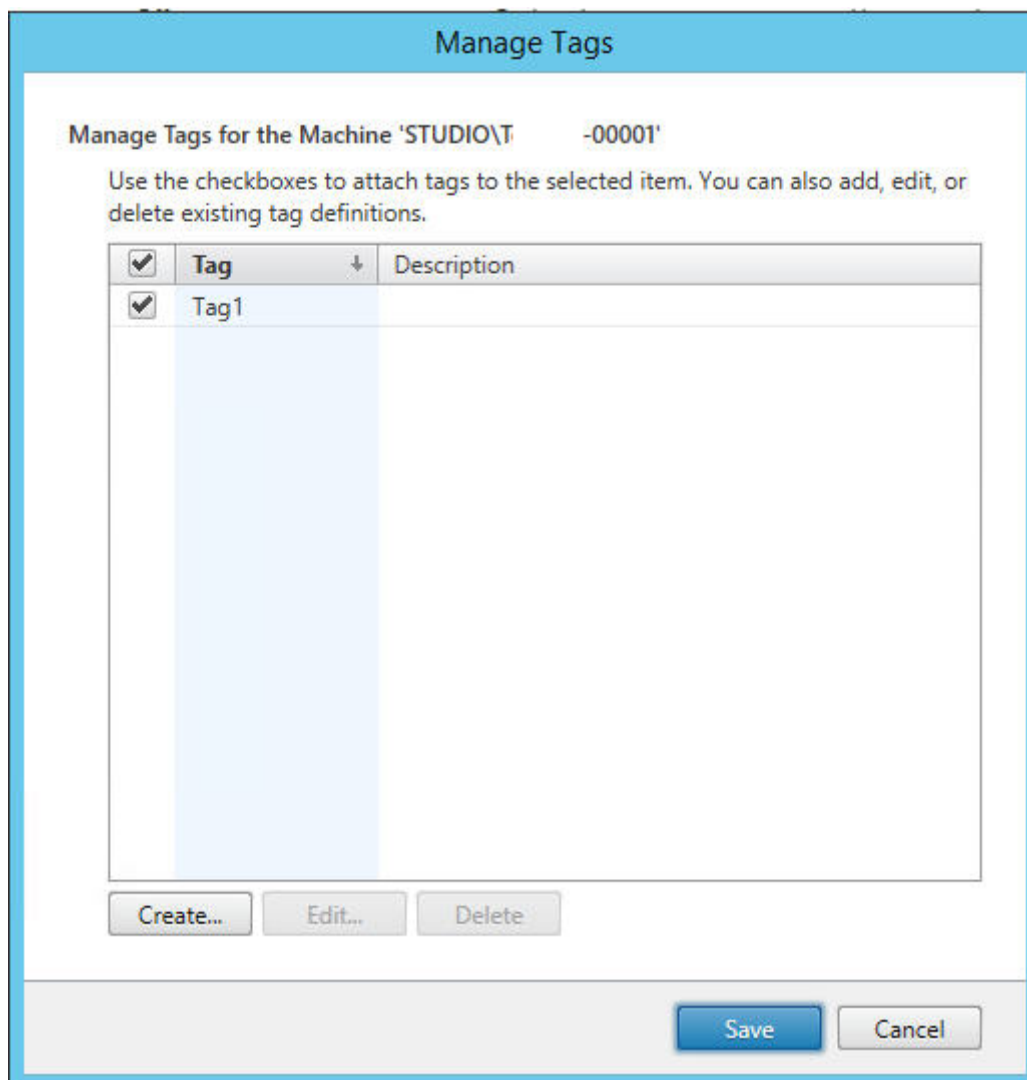 Manage Tags
Manage Tags for the Machine 'STUDIO\T -00001'
Use the checkboxes to attach tags to the selected item. You can also add, edit, or
delete existing tag definitions.
Tag Description
Tag1
Create... Edit... Delete
Save Cancel